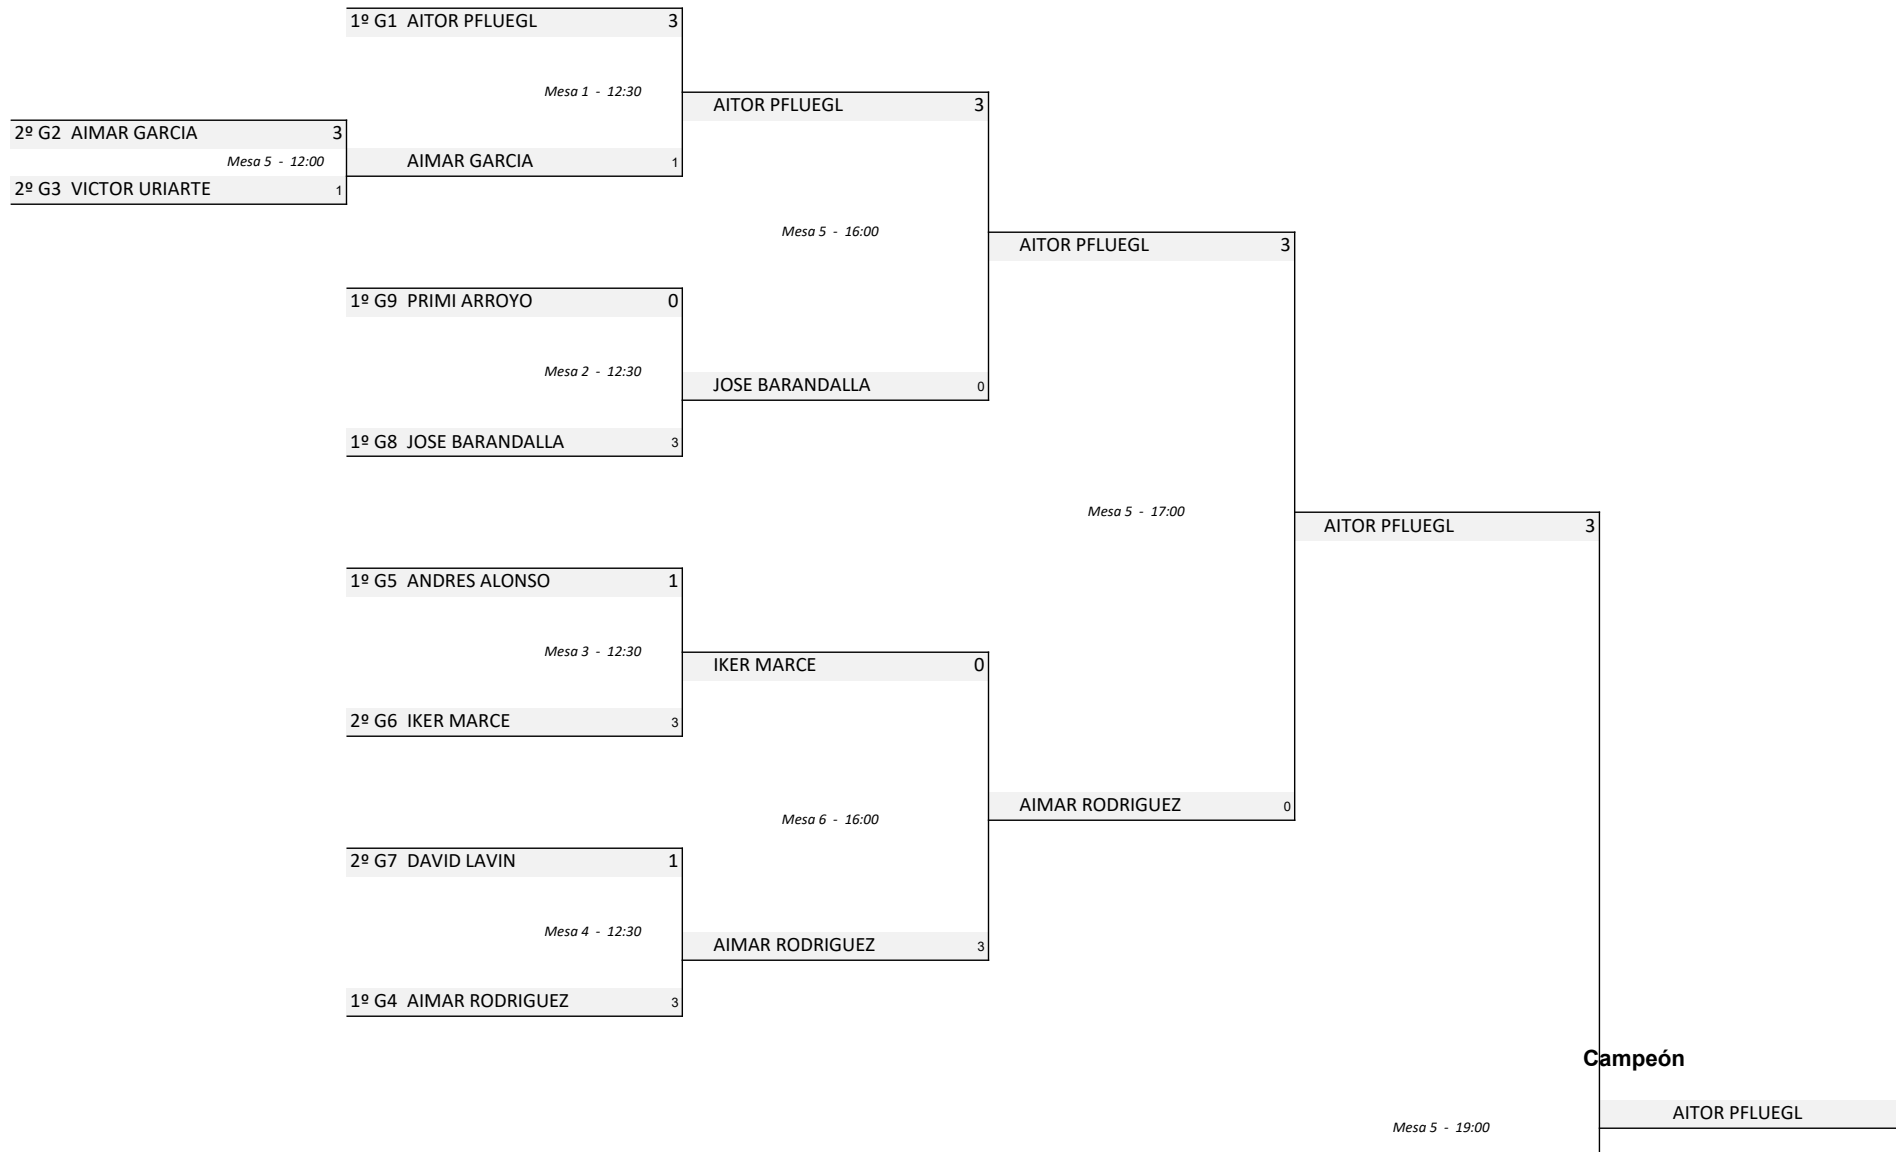 1º G1 AITOR PFLUEGL 3
Mesa 1 - 12:30
AITOR PFLUEGL 3
2º G2 AIMAR GARCIA 3
Mesa 5 - 12:00
AIMAR GARCIA 1
2º G3 VICTOR URIARTE 1
Mesa 5 - 16:00
AITOR PFLUEGL 3
1º G9 PRIMI ARROYO 0
Mesa 2 - 12:30
JOSE BARANDALLA 0
1º G8 JOSE BARANDALLA 3
Mesa 5 - 17:00
AITOR PFLUEGL 3
1º G5 ANDRES ALONSO 1
Mesa 3 - 12:30
IKER MARCE 0
2º G6 IKER MARCE 3
AIMAR RODRIGUEZ 0
Mesa 6 - 16:00
2º G7 DAVID LAVIN 1
Mesa 4 - 12:30
AIMAR RODRIGUEZ 3
1º G4 AIMAR RODRIGUEZ 3
Campeón
AITOR PFLUEGL
Mesa 5 - 19:00